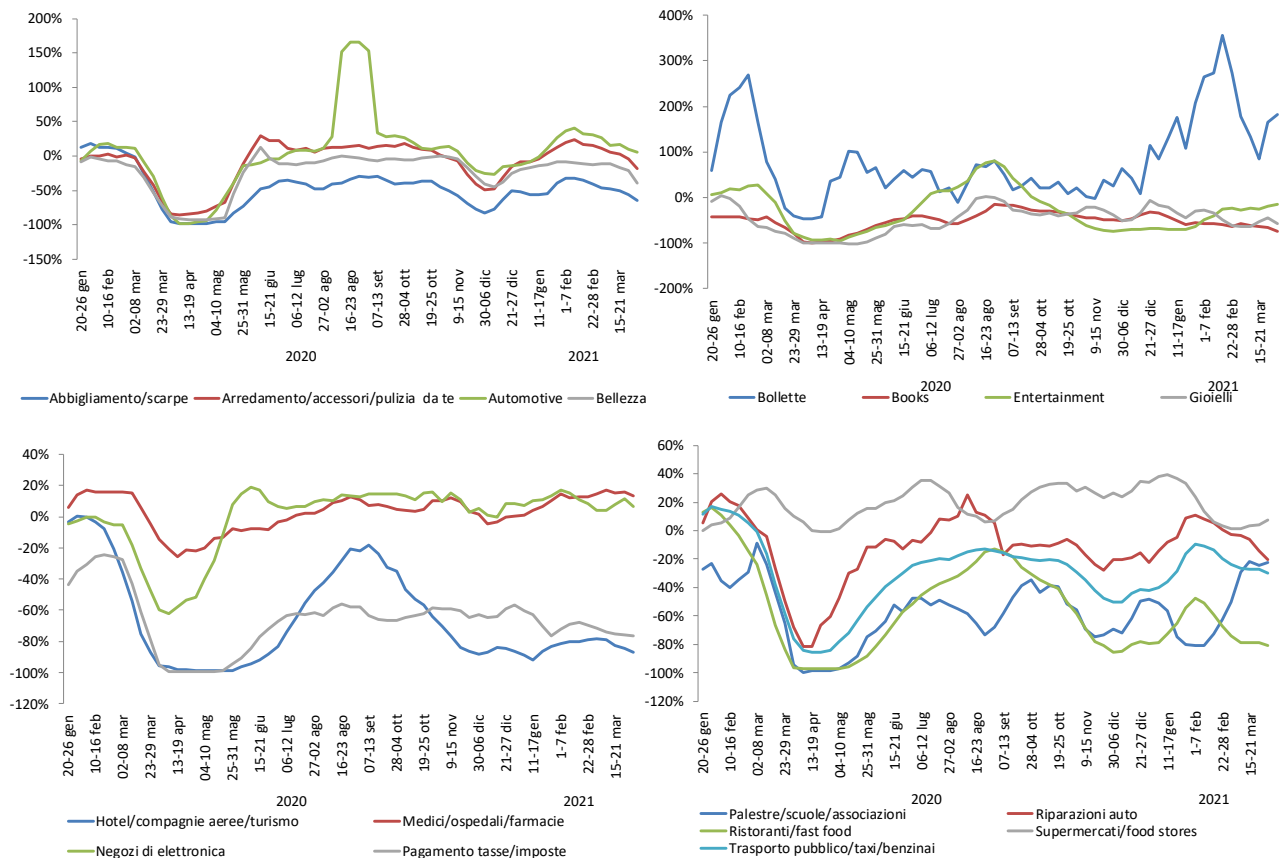 200%
150%
100%
50%
0%
-50%
-100%
-150%
20-26 gen
10-16 feb
02-08 mar
23-29 mar
13-19 apr
04-10 mag
25-31 mag
15-21 giu
06-12 lug
27-02 ago
16-23 ago
07-13 set
28-04 ott
19-25 ott
9-15 nov
30-06 dic
21-27 dic
11-17gen
1-7 feb
22-28 feb
15-21 mar
2020 2021
Abbigliamento/scarpe Arredamento/accessori/pulizia da te Automotive Bellezza
400%
300%
200%
100%
0%
-100%
-200%
20-26 gen
10-16 feb
02-08 mar
23-29 mar
13-19 apr
04-10 mag
25-31 mag
15-21 giu
06-12 lug
27-02 ago
16-23 ago
07-13 set
28-04 ott
19-25 ott
9-15 nov
30-06 dic
21-27 dic
11-17gen
1-7 feb
22-28 feb
15-21 mar
2020 2021
Bollette Books Entertainment Gioielli
40%
20%
0%
-20%
-40%
-60%
-80%
-100%
-120%
20-26 gen
10-16 feb
02-08 mar
23-29 mar
13-19 apr
04-10 mag
25-31 mag
15-21 giu
06-12 lug
27-02 ago
16-23 ago
07-13 set
28-04 ott
19-25 ott
9-15 nov
30-06 dic
21-27 dic
11-17gen
1-7 feb
22-28 feb
15-21 mar
2020 2021
Hotel/compagnie aeree/turismo Medici/ospedali/farmacie
Negozi di elettronica Pagamento tasse/imposte
60%
40%
20%
0%
-20%
-40%
-60%
-80%
-100%
-120%
20-26 gen
10-16 feb
02-08 mar
23-29 mar
13-19 apr
04-10 mag
25-31 mag
15-21 giu
06-12 lug
27-02 ago
16-23 ago
07-13 set
28-04 ott
19-25 ott
9-15 nov
30-06 dic
21-27 dic
11-17gen
1-7 feb
22-28 feb
15-21 mar
2020 2021
Palestre/scuole/associazioni Riparazioni auto
Ristoranti/fast food Supermercati/food stores
Trasporto pubblico/taxi/benzinai